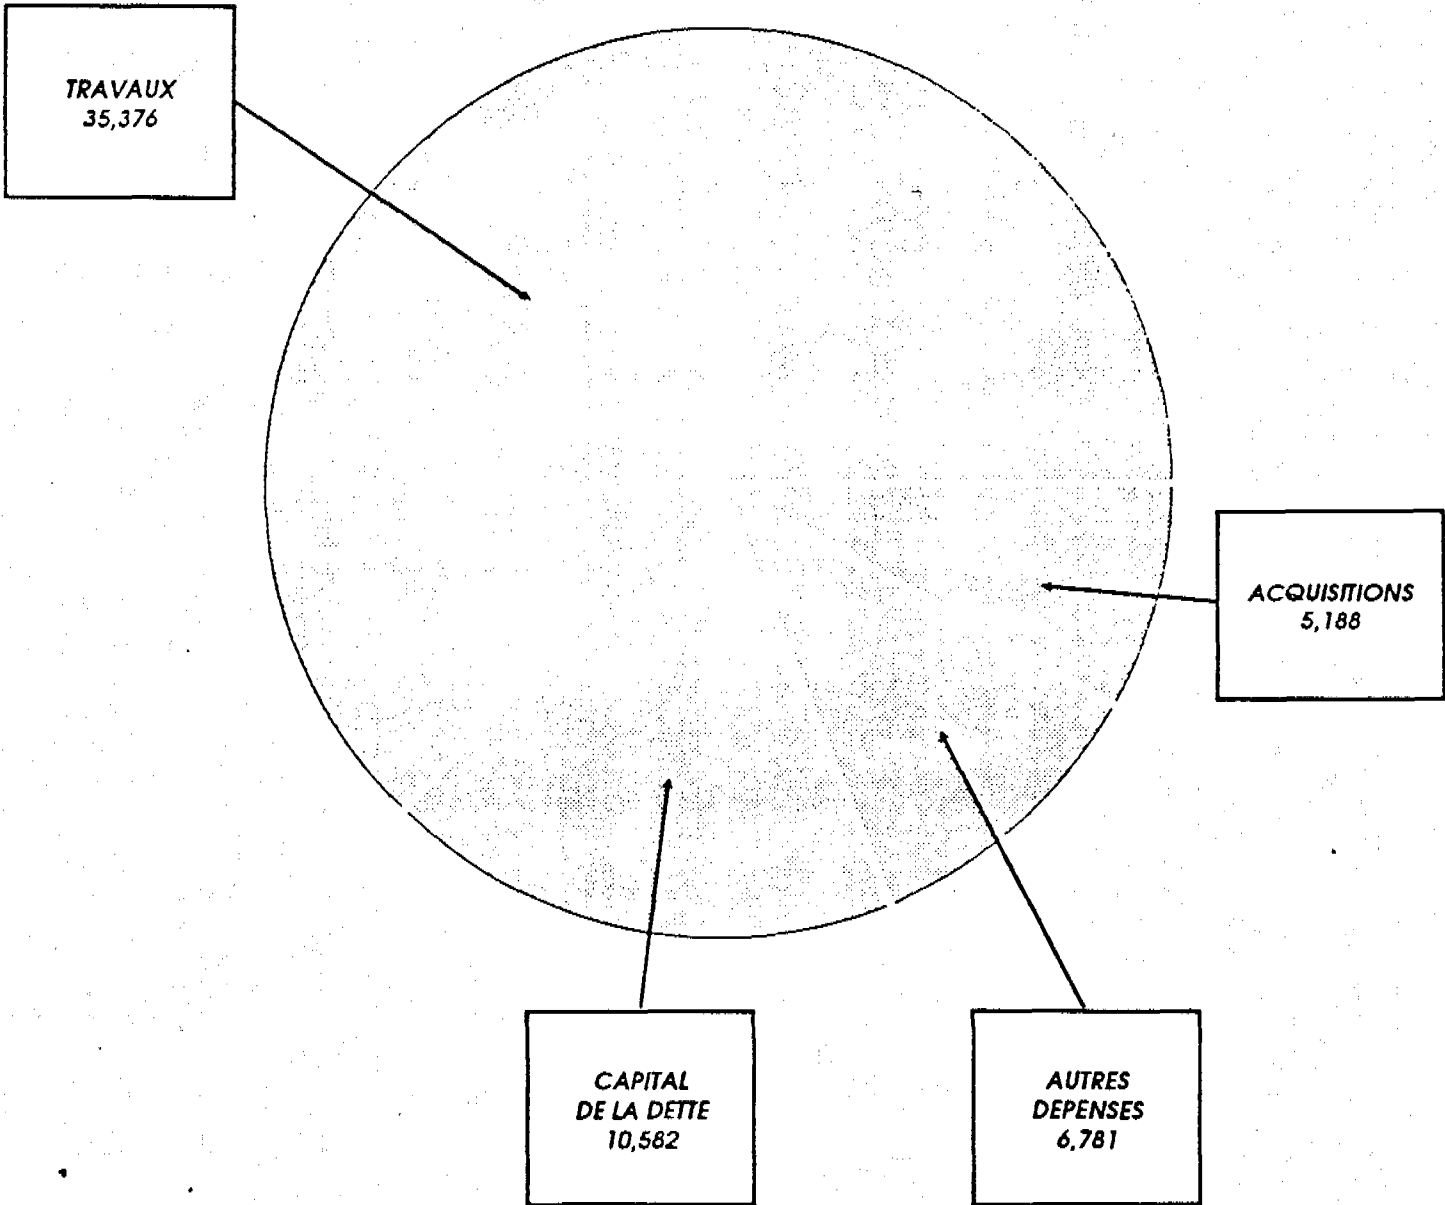 TRAVAUX
35,376
ACQUISITIONS
5,188
CAPITAL
DE LA DETTE
10,582
AUTRES
DEPENSES
6,781